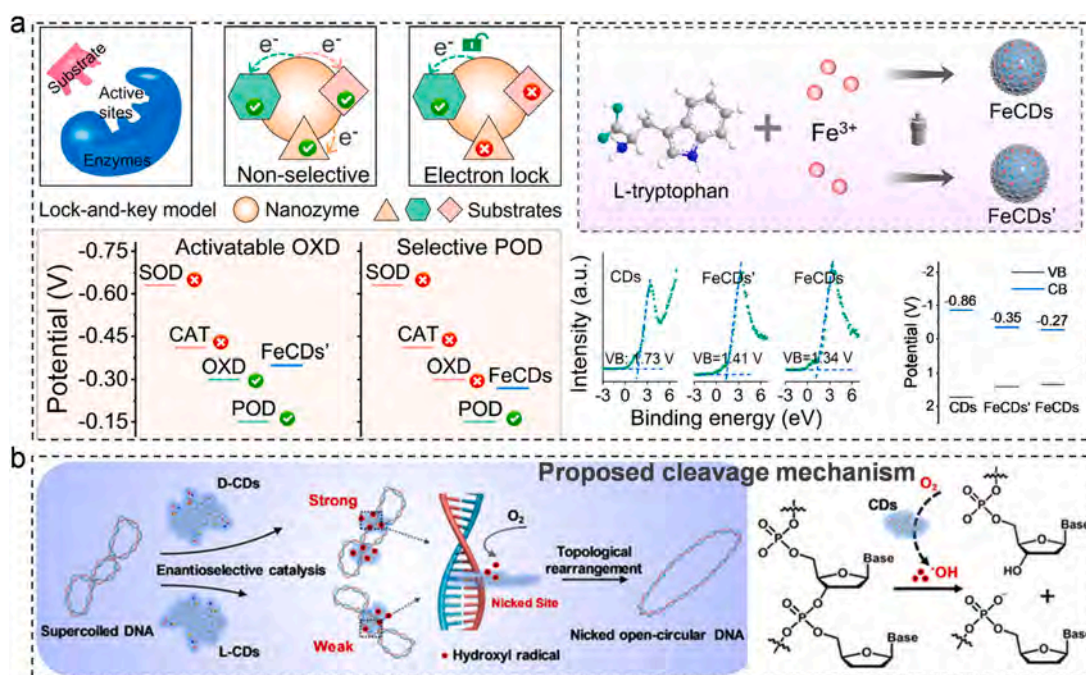 a
Substrate
Active
sites
Enzymes
e-
e-
e-
Non-selective
e-
Electron lock
Lock-and-key model
Nanozyme
Substrates
L-tryptophan
Fe3+
FeCDs
FeCDs'
Activatable OXD
Selective POD
Potential (V)
-0.75
-0.60
-0.45
-0.30
-0.15
SOD
CAT
OXD
FeCDs'
POD
SOD
CAT
OXD
FeCDs
POD
Intensity (a.u.)
CDs
FeCDs'
FeCDs
VB: 1.73 V
VB=1.41 V
VB=1.34 V
-3 0 3 6
-3 0 3 6
-3 0 3 6
Binding energy (eV)
Potential (V)
-2
-1
0
1
2
VB
CB
-0.86
-0.35
-0.27
CDs
FeCDs'
FeCDs
b
Proposed cleavage mechanism
D-CDs
Enantioselective catalysis
L-CDs
Supercoiled DNA
Strong
Weak
O2
Nicked Site
Hydroxyl radical
Topological
rearrangement
Nicked open-circular DNA
O
P
O-
O
O
O
Base
O
O
P
O-
O
O
O
Base
CDs
O2
·OH
O
P
O-
O
O
O
Base
HO
+
O
O-
P
O-
O
O
O
Base